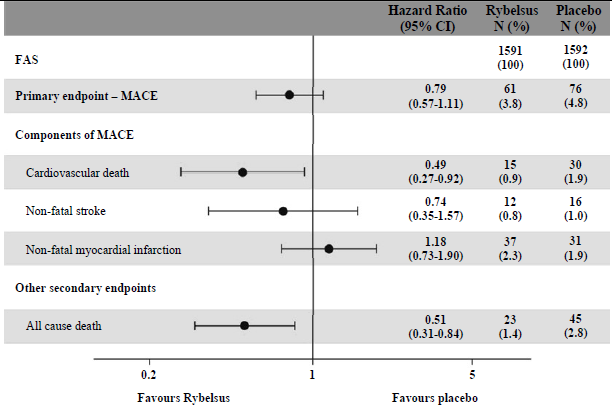 Hazard Ratio Rybelsus Placebo
(95% CI) N (%) N (%)
1591 1592
FAS
(100) (100)
Primary endpoint – MACE 0.79 61 76
(0.57-1.11) (3.8) (4.8)
Components of MACE
Cardiovascular death 0.49 15 30
(0.27-0.92) (0.9) (1.9)
Non-fatal stroke 0.74 12 16
(0.35-1.57) (0.8) (1.0)
Non-fatal myocardial infarction 1.18 37 31
(0.73-1.90) (2.3) (1.9)
Other secondary endpoints
All cause death 0.51 23 45
(0.31-0.84) (1.4) (2.8)
0.2 1 5
Favours Rybelsus Favours placebo